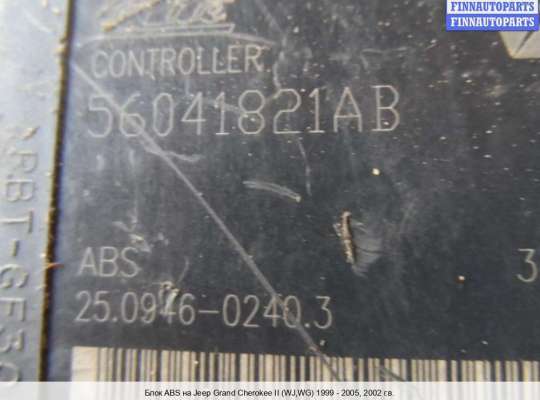 FINNAUTOPARTS
FINNAUTOPARTS
CONTROLLER
56041821AB
ABS
3
25.0946-0240.3
Блок ABS на Jeep Grand Cherokee II (WJ,WG) 1999 - 2005, 2002 г.в.